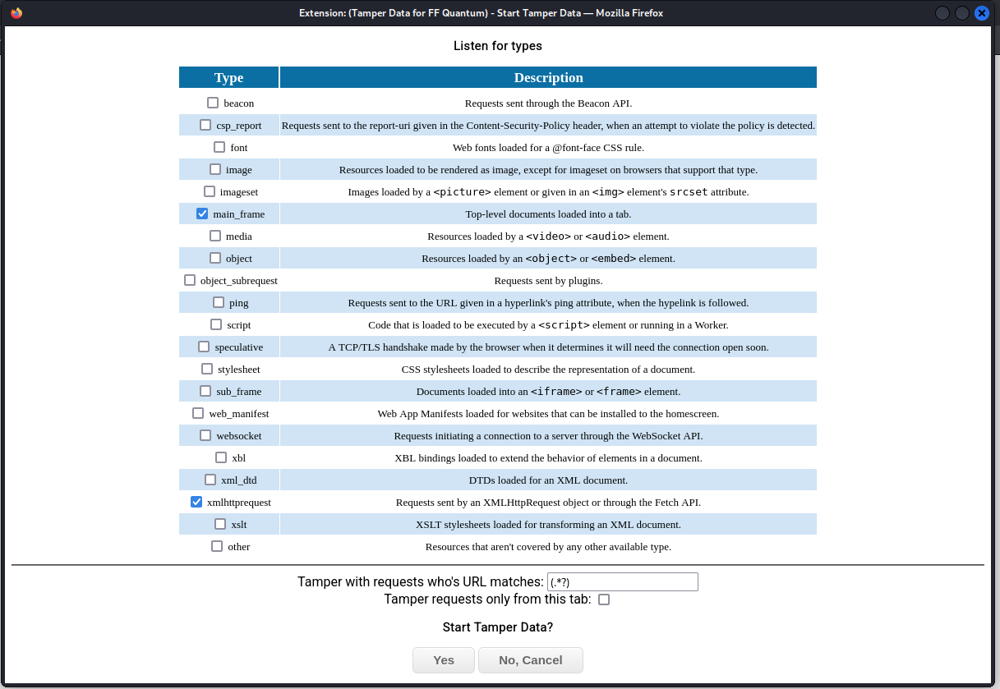 Extension: (Tamper Data for FF Quantum) - Start Tamper Data — Mozilla Firefox
Listen for types
Type Description
beacon Requests sent through the Beacon API.
csp_report Requests sent to the report-uri given in the Content-Security-Policy header, when an attempt to violate the policy is detected.
font Web fonts loaded for a @font-face CSS rule.
image Resources loaded to be rendered as image, except for imageset on browsers that support that type.
imageset Images loaded by a <picture> element or given in an <img> element's srcset attribute.
main_frame Top-level documents loaded into a tab.
media Resources loaded by a <video> or <audio> element.
object Resources loaded by an <object> or <embed> element.
object_subrequest Requests sent by plugins.
ping Requests sent to the URL given in a hyperlink's ping attribute, when the hypelink is followed.
script Code that is loaded to be executed by a <script> element or running in a Worker.
speculative A TCP/TLS handshake made by the browser when it determines it will need the connection open soon.
stylesheet CSS stylesheets loaded to describe the representation of a document.
sub_frame Documents loaded into an <iframe> or <frame> element.
web_manifest Web App Manifests loaded for websites that can be installed to the homescreen.
websocket Requests initiating a connection to a server through the WebSocket API.
xbl XBL bindings loaded to extend the behavior of elements in a document.
xml_dtd DTDs loaded for an XML document.
xmlhttprequest Requests sent by an XMLHttpRequest object or through the Fetch API.
xslt XSLT stylesheets loaded for transforming an XML document.
other Resources that aren't covered by any other available type.
Tamper with requests who's URL matches: (.*?)
Tamper requests only from this tab:
Start Tamper Data?
Yes No, Cancel